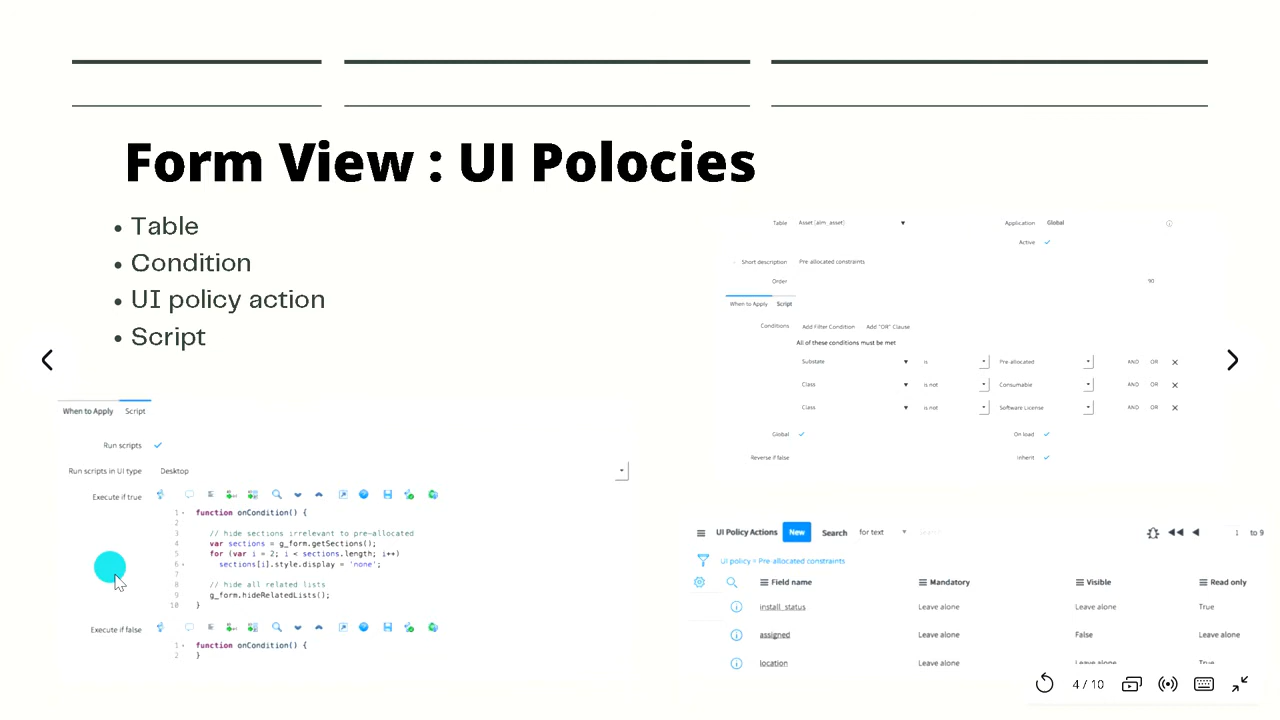 Form View : UI Polocies
• Table
• Condition
• UI policy action
• Script
Table Asset [alm_asset] Application Global
Active
Short description Pre allocated constraints
Order 90
When to Apply Script
Conditions Add Filter Condition Add "OR" Clause
All of these conditions must be met
Substate is Pre allocated AND OR
Class is not Consumable AND OR
Class is not Software License AND OR
Global On load
Reverse if false Inherit
When to Apply Script
Run scripts
Run scripts in UI type Desktop
Execute if true
1 function onCondition() {
2
3 // hide sections irrelevant to pre-allocated
4 var sections = g_form.getSections();
5 for (var i = 2; i < sections.length; i++)
6 sections[i].style.display = 'none';
7
8 // hide all related lists
9 g_form.hideRelatedLists();
10 }
Execute if false
1 function onCondition() {
2 }
UI Policy Actions New Search for text Search 1 to 9
UI policy = Pre allocated constraints
Field name Mandatory Visible Read only
install_status Leave alone Leave alone True
assigned Leave alone False Leave alone
location Leave alone Leave alone True
4 / 10